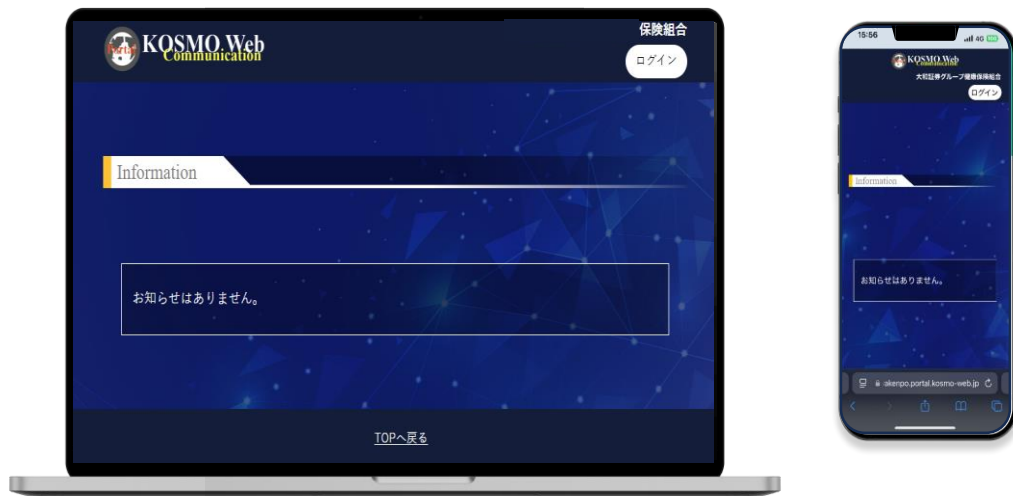 Portal
KOSMO.Web
Communication
保険組合
ログイン
Information
お知らせはありません。
TOPへ戻る
15:56
4G
KOSMO.Web
Communication
大和証券グループ健康保険組合
ログイン
Information
お知らせはありません。
akenpo.portal.kosmo-web.jp